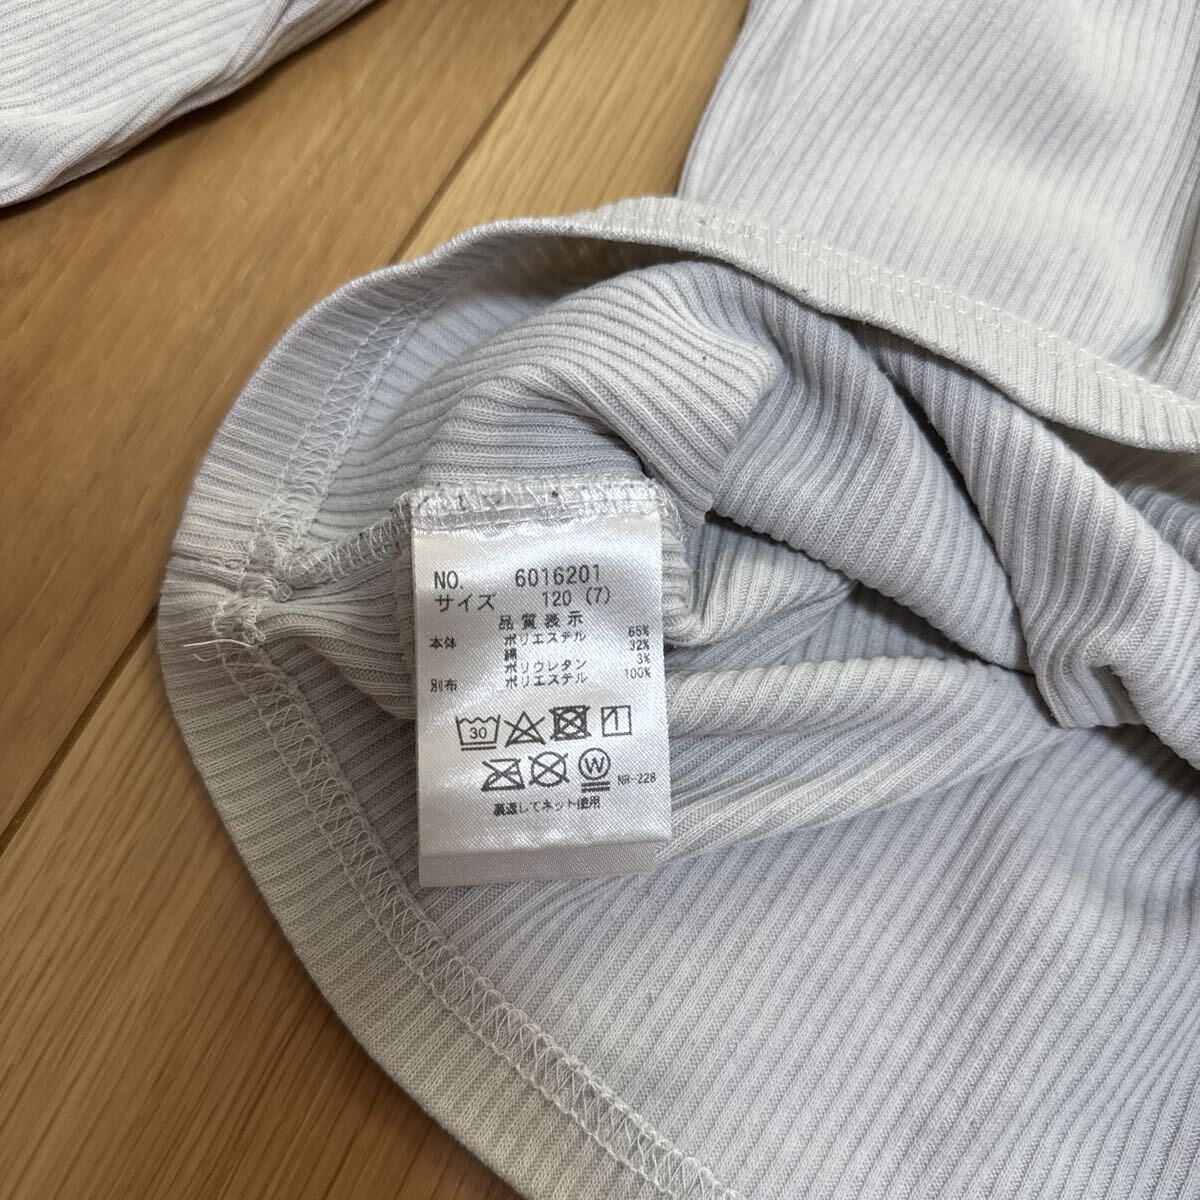 NO. 6016201
サイズ 120 (7)
品質表示
本体 ポリエステル 65%
綿 32%
ポリウレタン 3%
別布 ポリエステル 100%
30
W
NH-228
裏返してネット使用